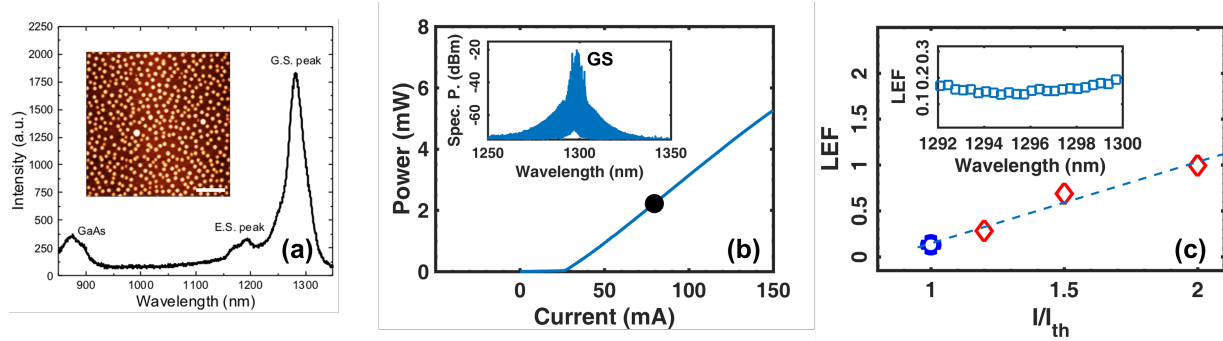 2250
2000
1750
1500
1250
1000
750
500
250
0
Intensity (a.u.)
G.S. peak
E.S. peak
GaAs
(a)
900
1000
1100
1200
1300
Wavelength (nm)
8
6
4
2
0
Power (mW)
-20
-40
-60
Spec. P. (dBm)
GS
1250
1300
1350
Wavelength (nm)
(b)
0
50
100
150
Current (mA)
2
1.5
1
0.5
0
LEF
0.3
0.2
0.1
LEF
1292
1294
1296
1298
1300
Wavelength (nm)
(c)
1
1.5
2
I/I_th